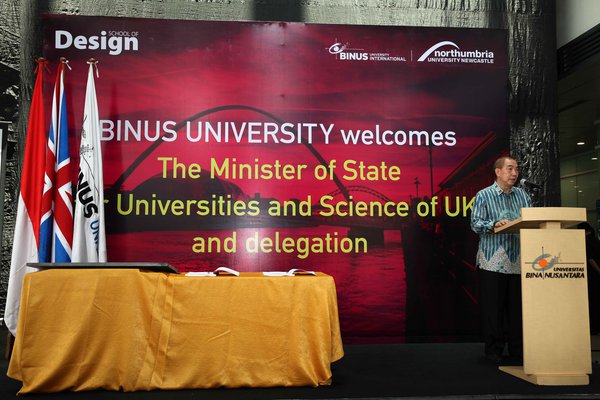 School of
Design
BINUS UNIVERSITY
INTERNATIONAL
northumbria
UNIVERSITY NEWCASTLE
BINUS UNIVERSITY welcomes
The Minister of State
r Universities and Science of UK
and delegation
BINUS
UNIVERSITAS
BINA NUSANTARA